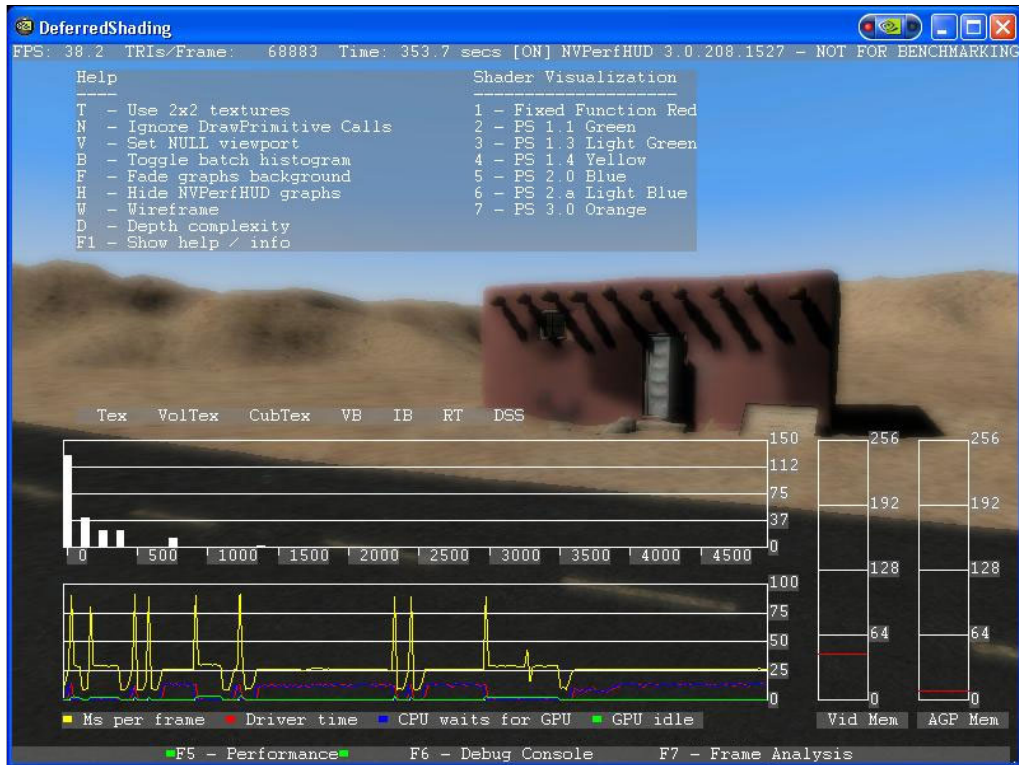 DeferredShading
FPS: 38.2 TRIs/Frame: 68883 Time: 353.7 secs [ON] NVPerfHUD 3.0.208.1527 - NOT FOR BENCHMARKING
Help
T - Use 2x2 textures
N - Ignore DrawPrimitive Calls
V - Set NULL viewport
B - Toggle batch histogram
F - Fade graphs background
H - Hide NVPerfHUD graphs
W - Wireframe
D - Depth complexity
F1 - Show help / info
Shader Visualization
1 - Fixed Function Red
2 - PS 1.1 Green
3 - PS 1.3 Light Green
4 - PS 1.4 Yellow
5 - PS 2.0 Blue
6 - PS 2.a Light Blue
7 - PS 3.0 Orange
Tex VolTex CubTex VB IB RT DSS
150
112
75
37
0
0 500 1000 1500 2000 2500 3000 3500 4000 4500
100
75
50
25
0
Ms per frame Driver time CPU waits for GPU GPU idle
256
192
128
64
0
Vid Mem
256
192
128
64
0
AGP Mem
F5 - Performance F6 - Debug Console F7 - Frame Analysis